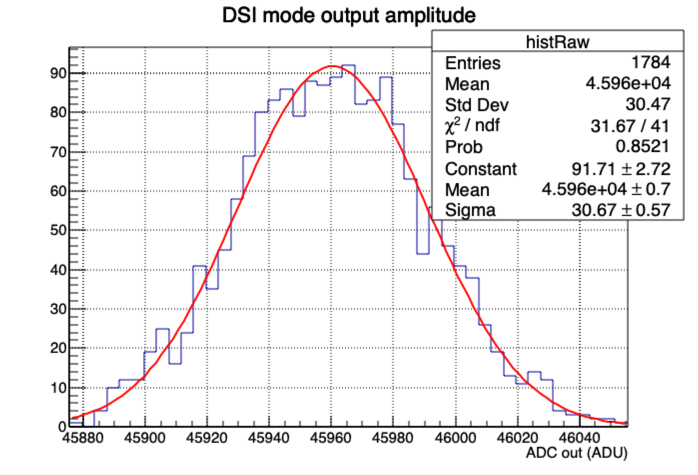 DSI mode output amplitude
histRaw
Entries 1784
Mean 4.596e+04
Std Dev 30.47
χ² / ndf 31.67 / 41
Prob 0.8521
Constant 91.71 ± 2.72
Mean 4.596e+04 ± 0.7
Sigma 30.67 ± 0.57
90
80
70
60
50
40
30
20
10
0
45880 45900 45920 45940 45960 45980 46000 46020 46040
ADC out (ADU)